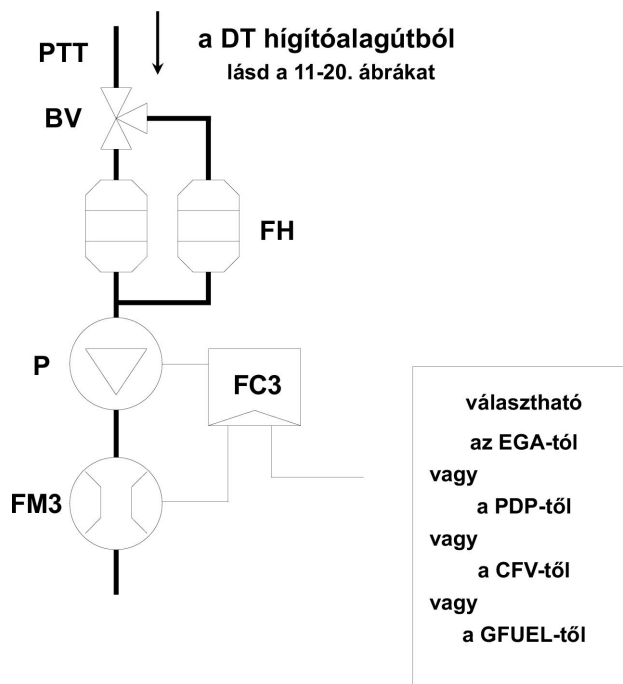 a DT hígítóalagútból
PTT
lásd a 11-20. ábrákat
BV
FH
P
FC3
választható
az EGA-tól
vagy
a PDP-től
FM3
vagy
a CFV-től
vagy
a GFUEL-től